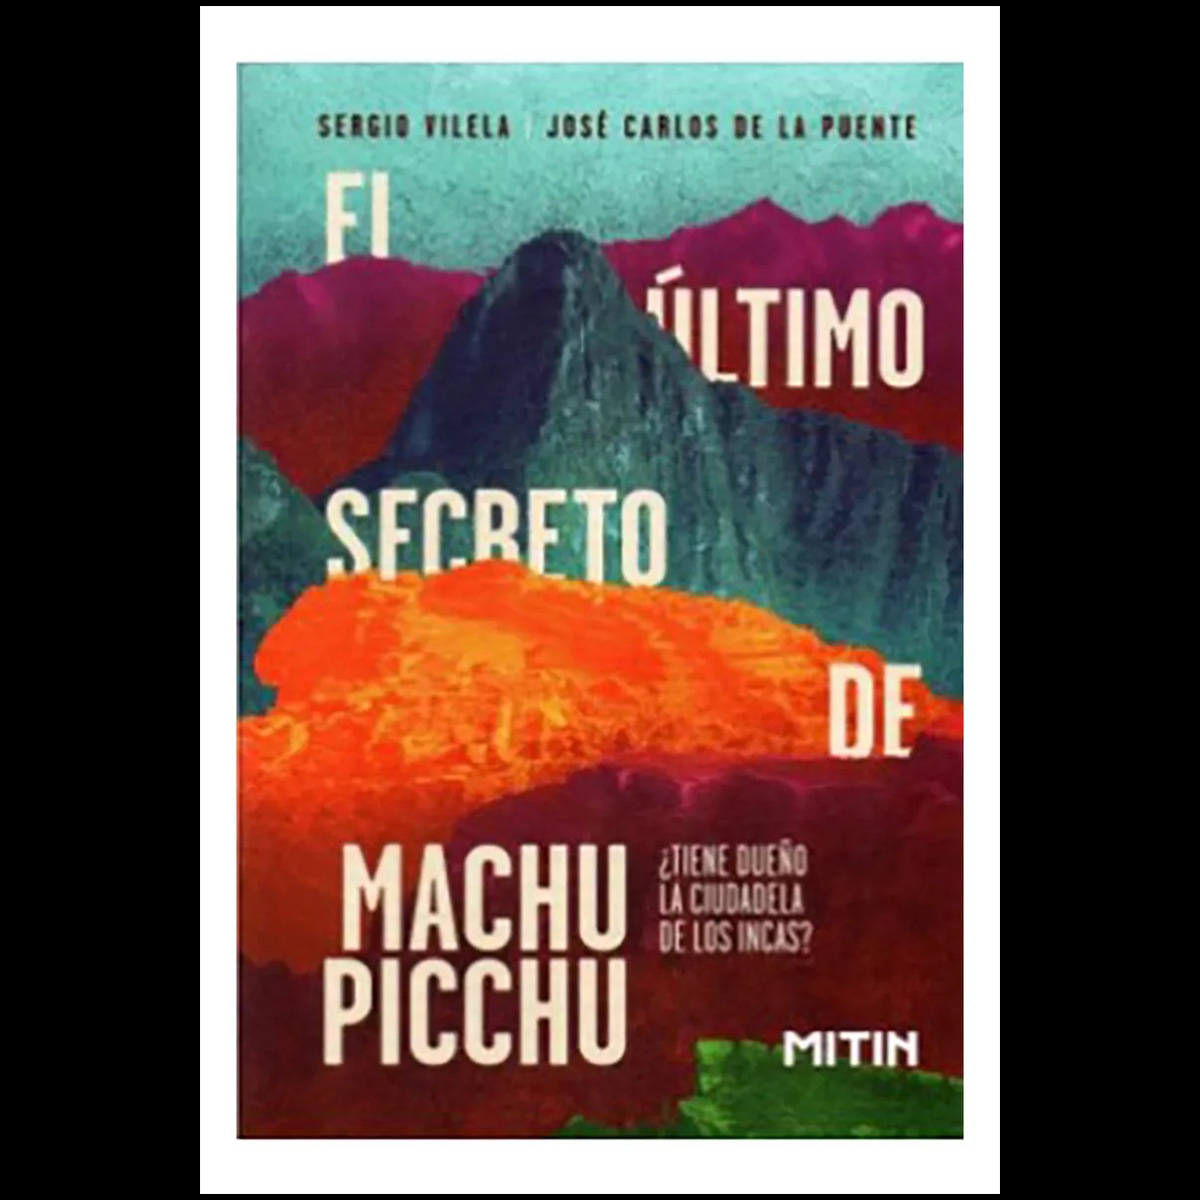 SERGIO VILELA | JOSÉ CARLOS DE LA PUENTE
EL
ÚLTIMO
SECRETO
DE
MACHU
PICCHU
¿TIENE DUEÑO
LA CIUDADELA
DE LOS INCAS?
MITIN